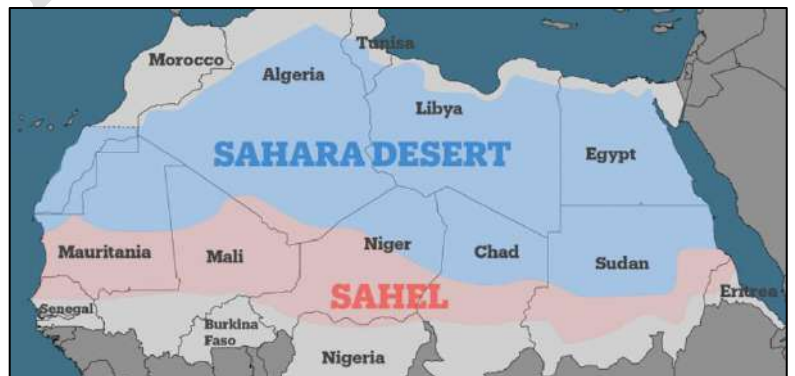 Tunisa
Morocco
Algeria
Libya
SAHARA DESERT
Egypt
Mauritania
Mali
Niger
Chad
Sudan
SAHEL
Eritrea
Senegal
Burkina
Faso
Nigeria